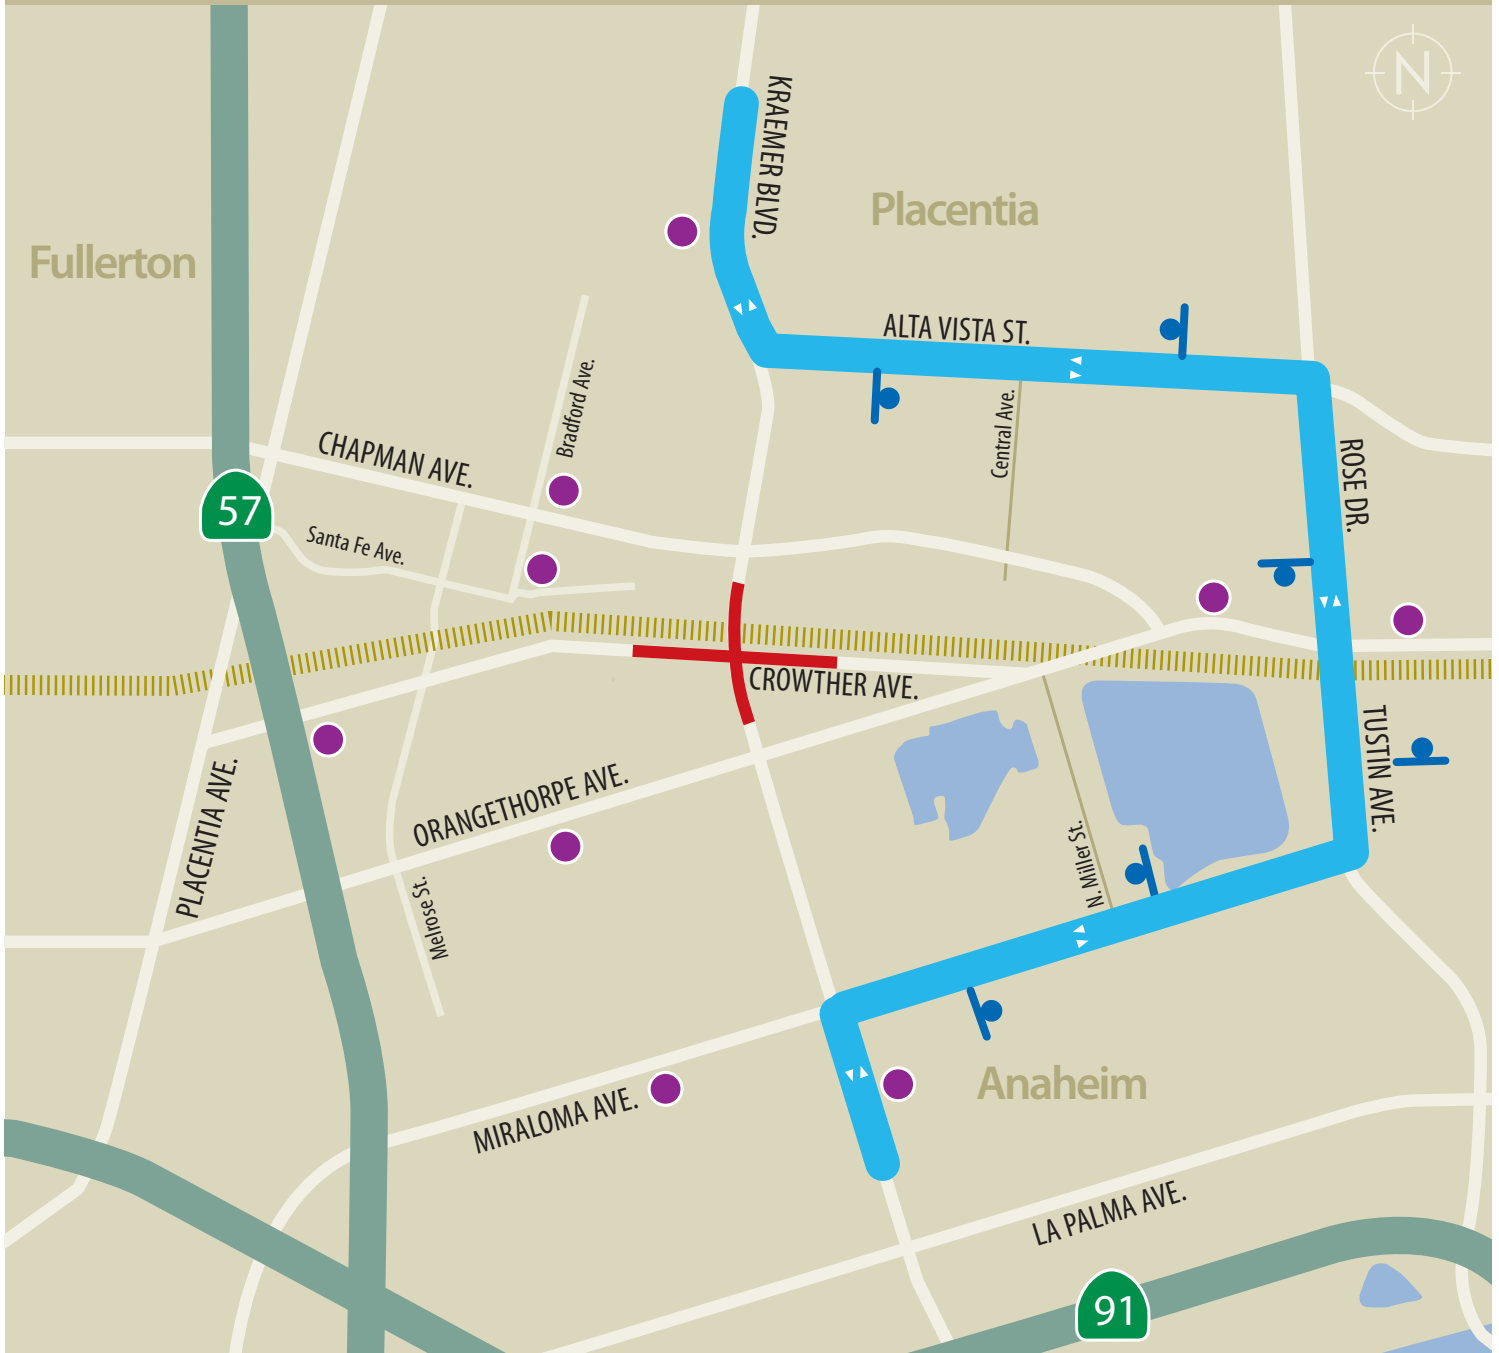 N
KRAEMER BLVD.
Placentia
Fullerton
ALTA VISTA ST.
Bradford Ave.
Central Ave.
CHAPMAN AVE.
ROSE DR.
57
Santa Fe Ave.
CROWTHER AVE.
TUSTIN AVE.
PLACENTIA AVE.
ORANGETHORPE AVE.
N. Miller St.
Melrose St.
Anaheim
MIRALOMA AVE.
LA PALMA AVE.
91